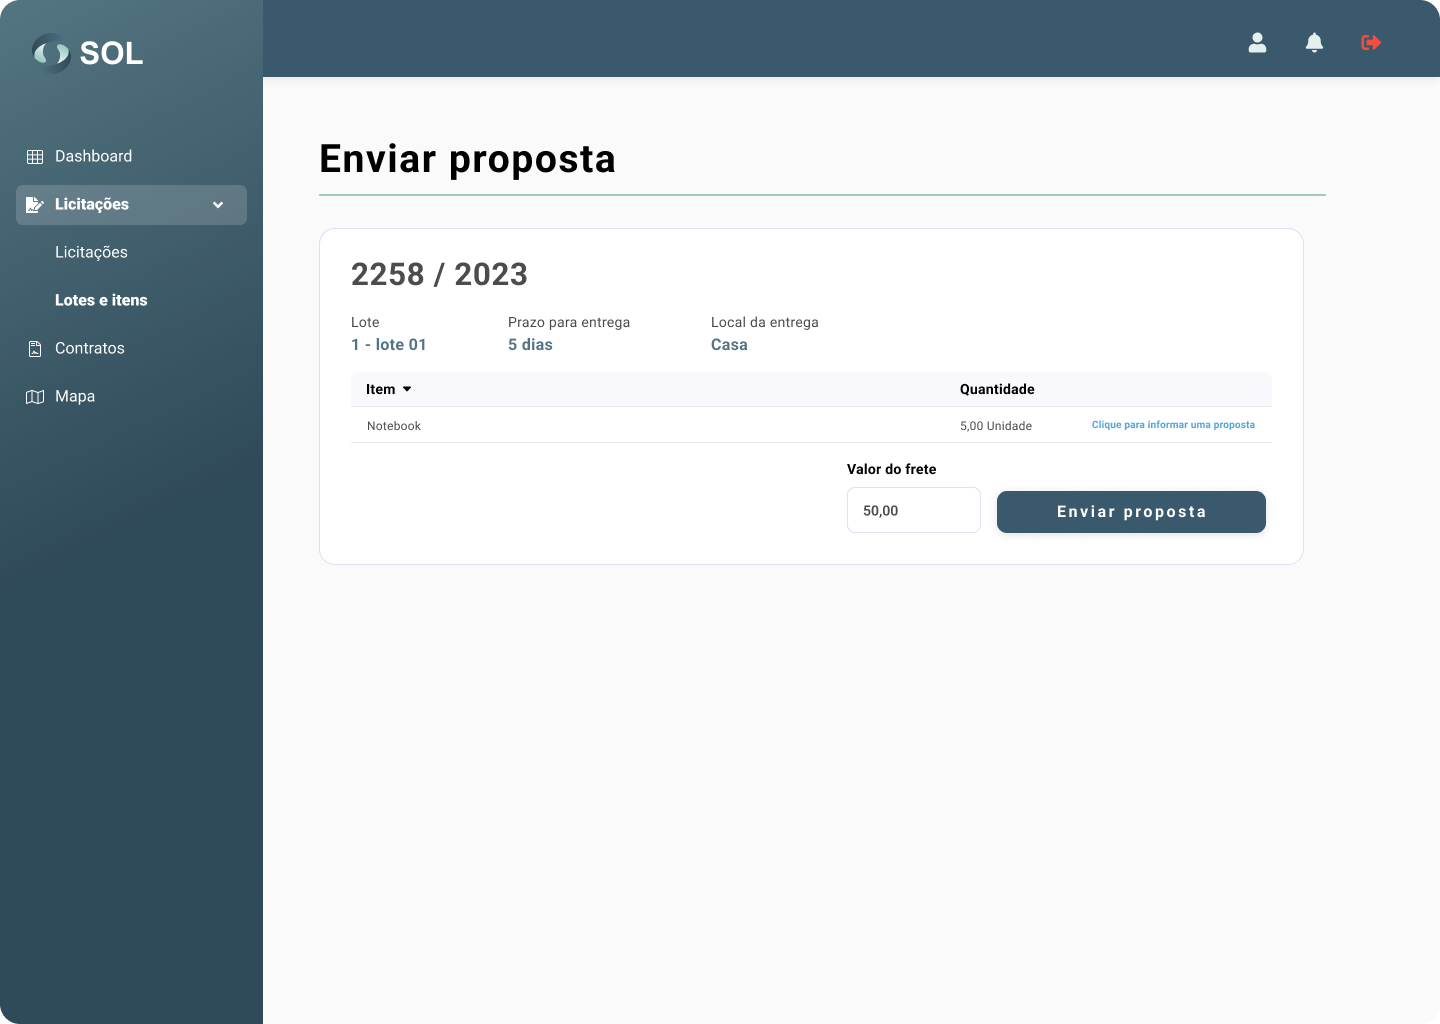 SOL
Dashboard
Licitações
Licitações
Lotes e itens
Contratos
Mapa
Enviar proposta
2258 / 2023
Lote
1 - lote 01
Prazo para entrega
5 dias
Local da entrega
Casa
Item Quantidade
Notebook 5,00 Unidade Clique para informar uma proposta
Valor do frete
50,00
Enviar proposta